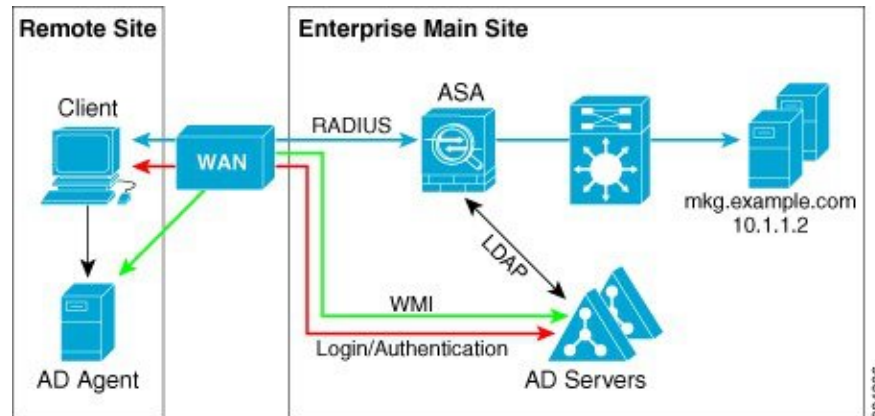 Remote Site
Enterprise Main Site
Client
ASA
RADIUS
WAN
mkg.example.com
10.1.1.2
LDAP
WMI
Login/Authentication
AD Agent
AD Servers